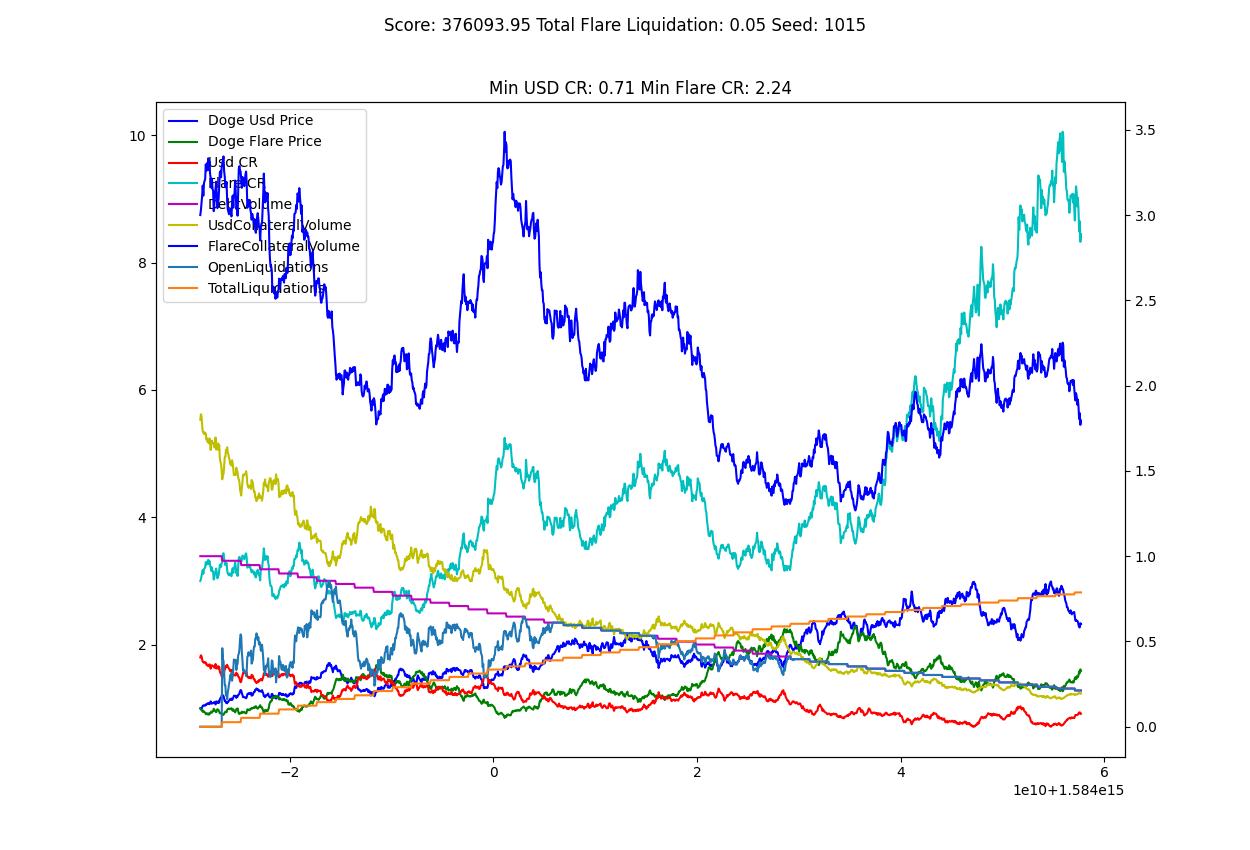 Score: 376093.95 Total Flare Liquidation: 0.05 Seed: 1015
Min USD CR: 0.71 Min Flare CR: 2.24
Doge Usd Price
Doge Flare Price
Usd CR
Flare CR
DebtVolume
UsdCollateralVolume
FlareCollateralVolume
OpenLiquidations
TotalLiquidations
10
8
6
4
2
3.5
3.0
2.5
2.0
1.5
1.0
0.5
0.0
−2
0
2
4
6
1e10+1.584e15